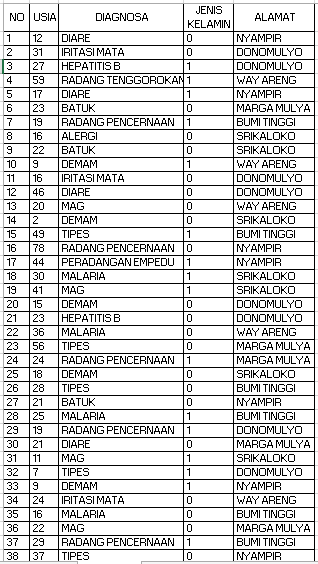 NO USIA DIAGNOSA JENIS KELAMIN ALAMAT
1 12 DIARE 0 NYAMPIR
2 31 IRITASI MATA 0 DONOMULYO
3 27 HEPATITIS B 1 DONOMULYO
4 59 RADANG TENGGOROKAN 1 WAY ARENG
5 17 DIARE 1 NYAMPIR
6 23 BATUK 0 MARGA MULYA
7 19 RADANG PENCERNAAN 1 BUMI TINGGI
8 16 ALERGI 0 SRIKALOKO
9 22 BATUK 0 SRIKALOKO
10 9 DEMAM 1 WAY ARENG
11 16 IRITASI MATA 0 DONOMULYO
12 46 DIARE 0 DONOMULYO
13 20 MAG 0 WAY ARENG
14 2 DEMAM 0 SRIKALOKO
15 49 TIPES 1 BUMI TINGGI
16 78 RADANG PENCERNAAN 0 NYAMPIR
17 44 PERADANGAN EMPEDU 1 NYAMPIR
18 30 MALARIA 1 SRIKALOKO
19 41 MAG 1 SRIKALOKO
20 15 DEMAM 0 DONOMULYO
21 23 HEPATITIS B 0 DONOMULYO
22 36 MALARIA 0 WAY ARENG
23 56 TIPES 0 MARGA MULYA
24 24 RADANG PENCERNAAN 1 MARGA MULYA
25 18 DEMAM 0 SRIKALOKO
26 28 TIPES 0 BUMI TINGGI
27 21 BATUK 0 NYAMPIR
28 25 MALARIA 1 BUMI TINGGI
29 19 RADANG PENCERNAAN 1 DONOMULYO
30 21 DIARE 0 MARGA MULYA
31 11 MAG 1 SRIKALOKO
32 7 TIPES 1 DONOMULYO
33 9 DEMAM 1 NYAMPIR
34 24 IRITASI MATA 0 WAY ARENG
35 16 MALARIA 0 BUMI TINGGI
36 22 MAG 0 MARGA MULYA
37 29 RADANG PENCERNAAN 1 BUMI TINGGI
38 37 TIPES 0 NYAMPIR